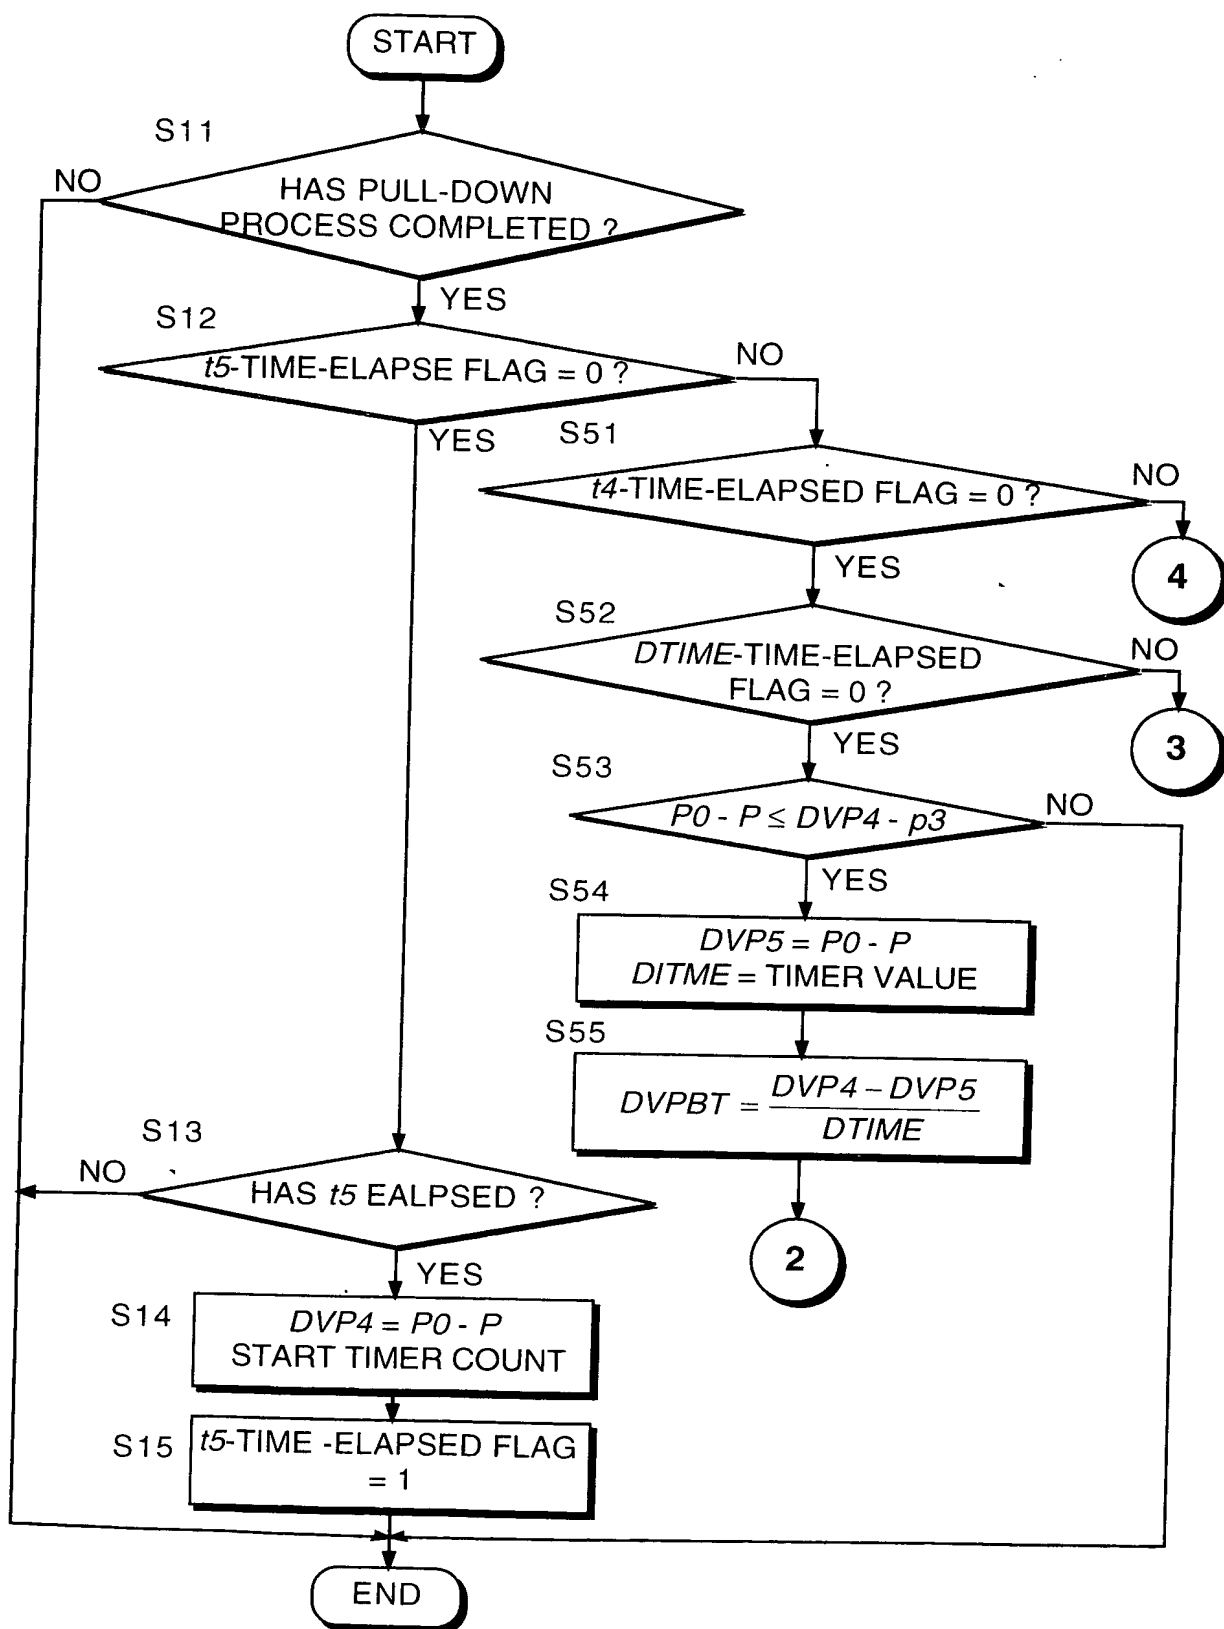 START
S11
NO
HAS PULL-DOWN
PROCESS COMPLETED ?
YES
S12
t5-TIME-ELAPSE FLAG = 0 ?
NO
YES
S51
t4-TIME-ELAPSED FLAG = 0 ?
NO
4
YES
S52
DTIME-TIME-ELAPSED
FLAG = 0 ?
NO
3
YES
S53
P0 - P ≤ DVP4 - p3
NO
YES
S54
DVP5 = P0 - P
DITME = TIMER VALUE
S55
DVPBT = DVP4 – DVP5
DTIME
2
S13
NO
HAS t5 EALPSED ?
YES
S14
DVP4 = P0 - P
START TIMER COUNT
S15
t5-TIME -ELAPSED FLAG
= 1
END